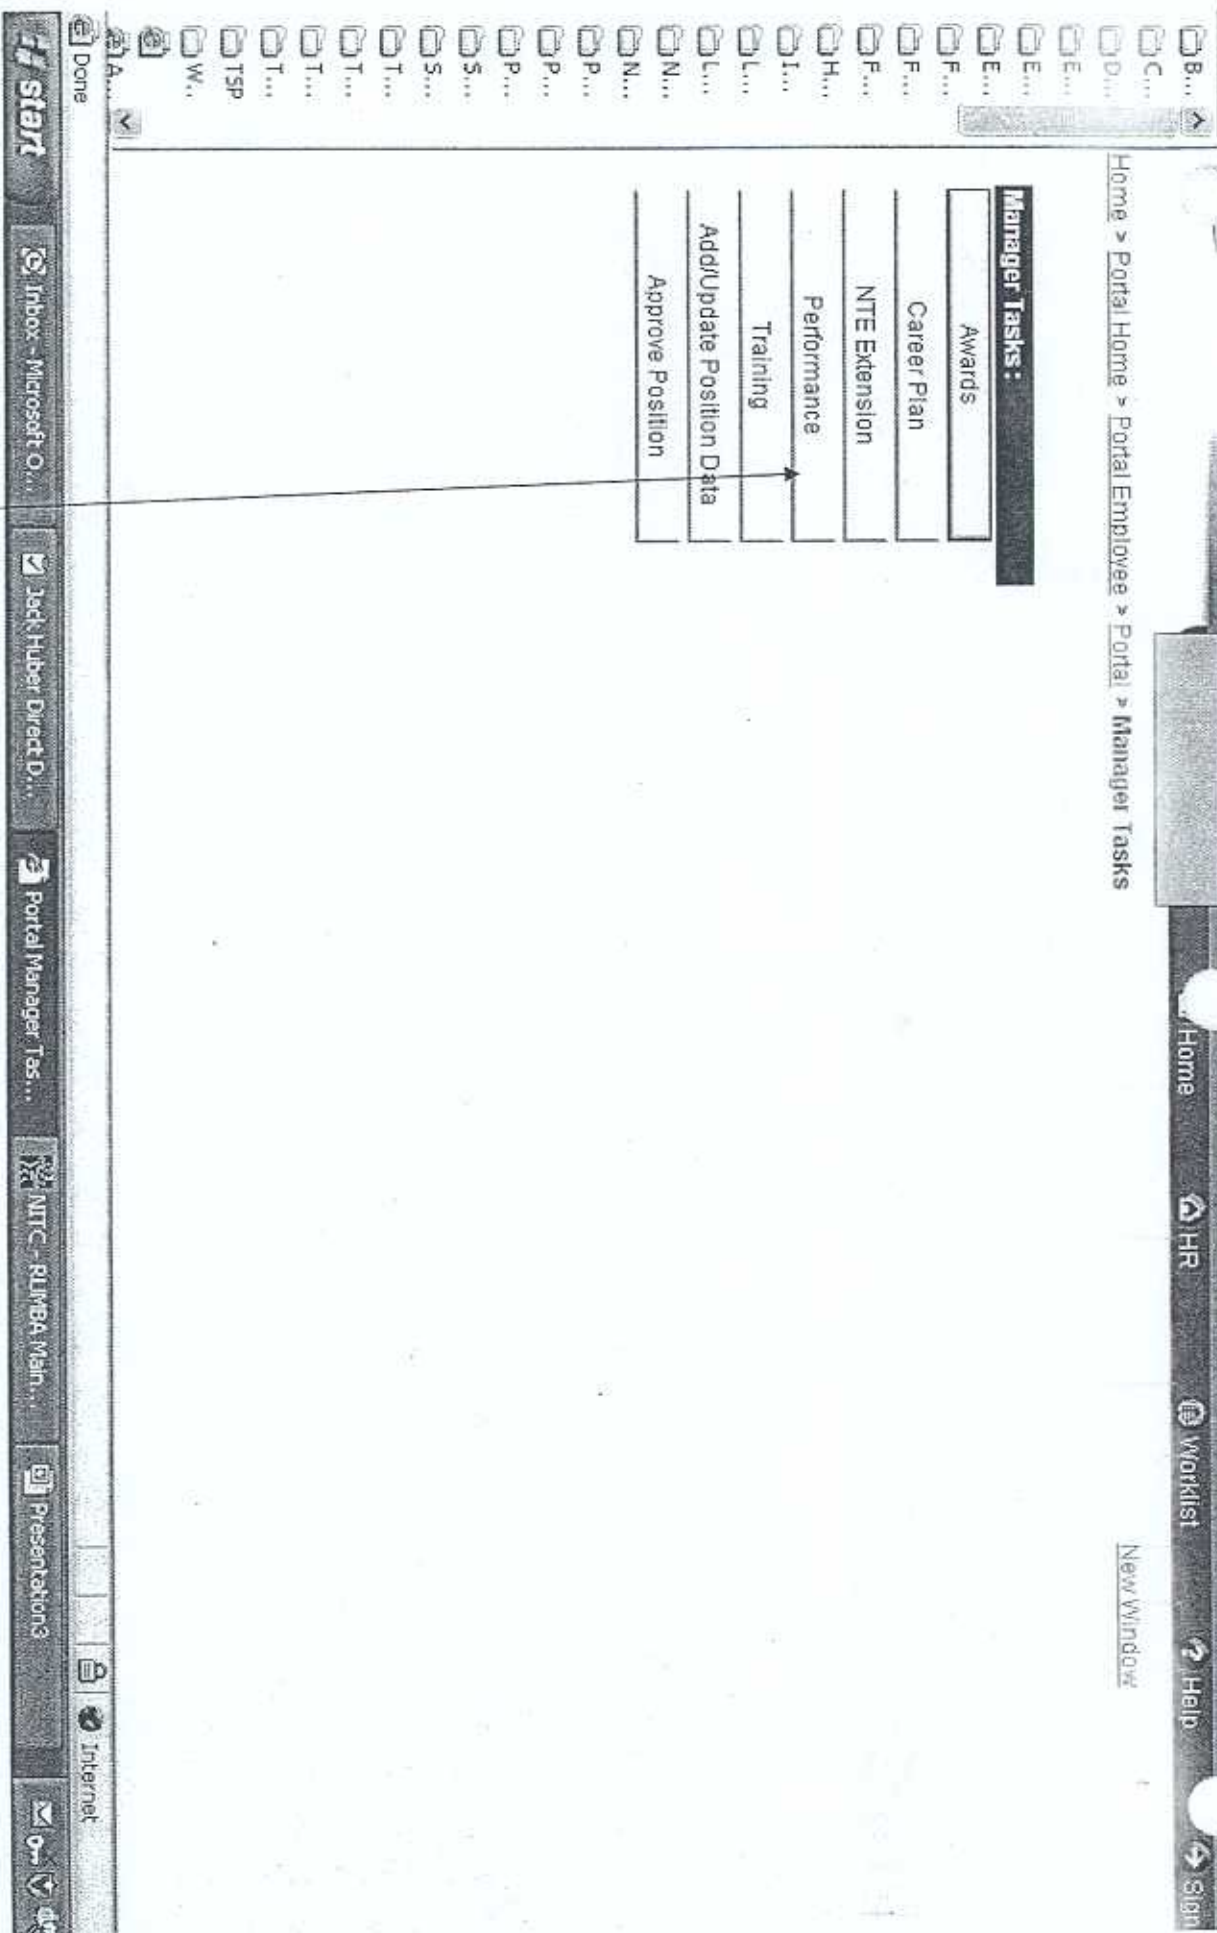 Home
HR
Worklist
Help
Sign
B...
C...
D...
E...
E...
E...
F...
F...
F...
H...
I...
L...
L...
N...
N...
P...
P...
P...
S...
S...
T...
T...
T...
T...
TSP
W...
A...
Home > Portal Home > Portal Employee > Portal > Manager Tasks
New Window
Manager Tasks:
Awards
Career Plan
NTE Extension
Performance
Training
Add/Update Position Data
Approve Position
Done
Internet
start
Inbox - Microsoft O...
Jack Huber Direct D...
Portal Manager Tas...
NITC - RUMBA Main...
Presentation3